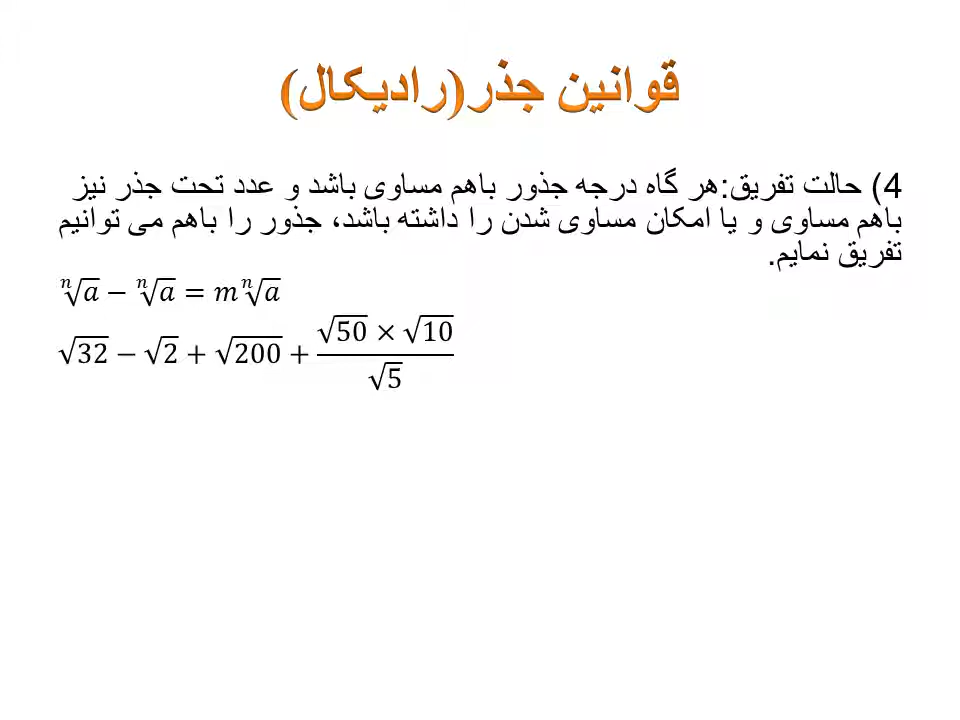 قوانین جذر(رادیکال)
4) حالت تفریق:هر گاه درجه جذور باهم مساوی باشد و عدد تحت جذر نیز
باهم مساوی و یا امکان مساوی شدن را داشته باشد، جذور را باهم می توانیم
تفریق نمایم.
ⁿ√a − ⁿ√a = m ⁿ√a
√32 − √2 + √200 + (√50 × √10)/√5